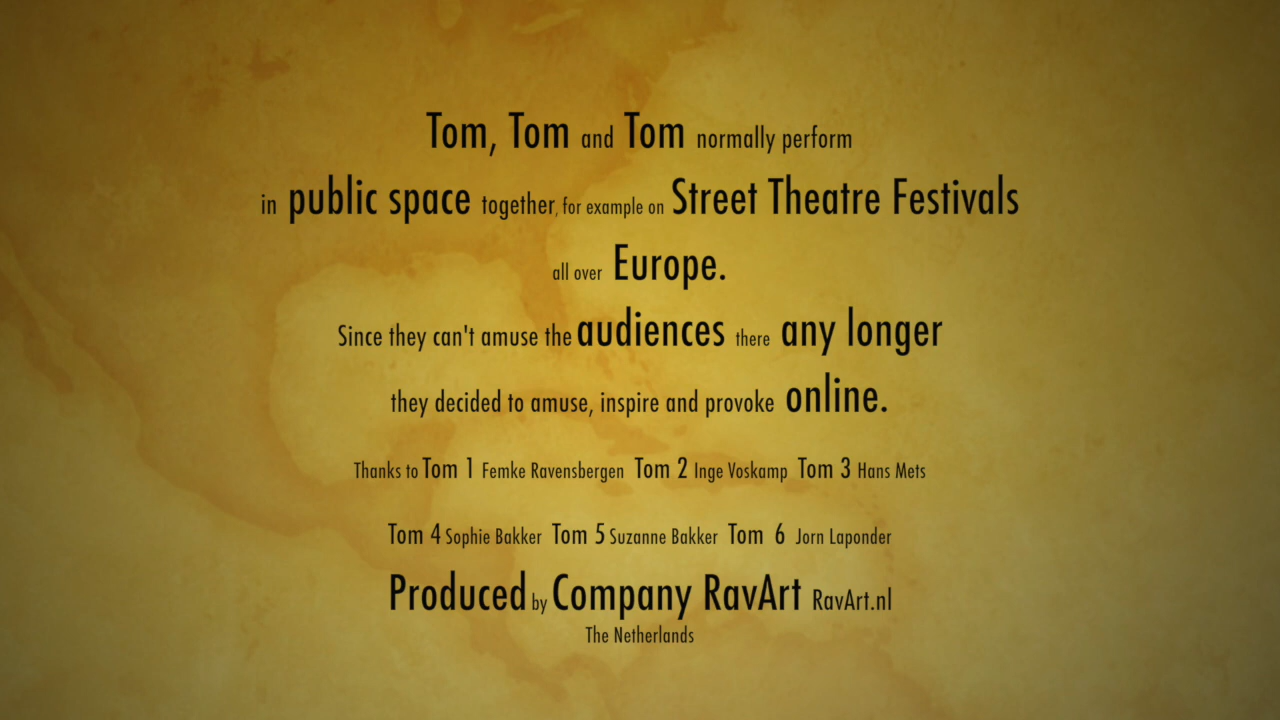 Tom, Tom and Tom normally perform
in public space together, for example on Street Theatre Festivals
all over Europe.
Since they can't amuse the audiences there any longer
they decided to amuse, inspire and provoke online.
Thanks to Tom 1 Femke Ravensbergen Tom 2 Inge Voskamp Tom 3 Hans Mets
Tom 4 Sophie Bakker Tom 5 Suzanne Bakker Tom 6 Jorn Laponder
Produced by Company RavArt RavArt.nl
The Netherlands